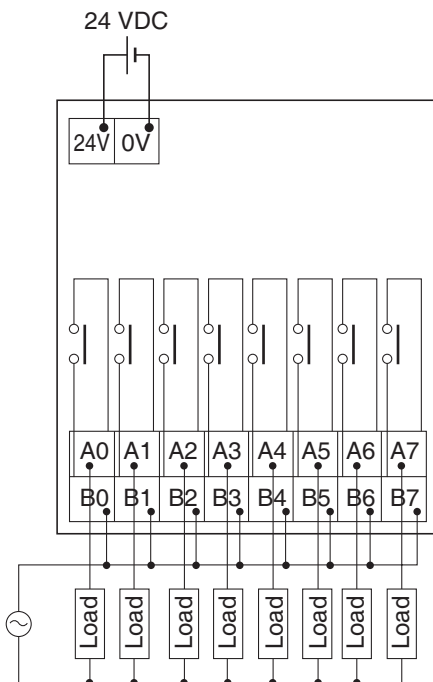 24 VDC
24V 0V
A0 A1 A2 A3 A4 A5 A6 A7
B0 B1 B2 B3 B4 B5 B6 B7
Load Load Load Load Load Load Load Load